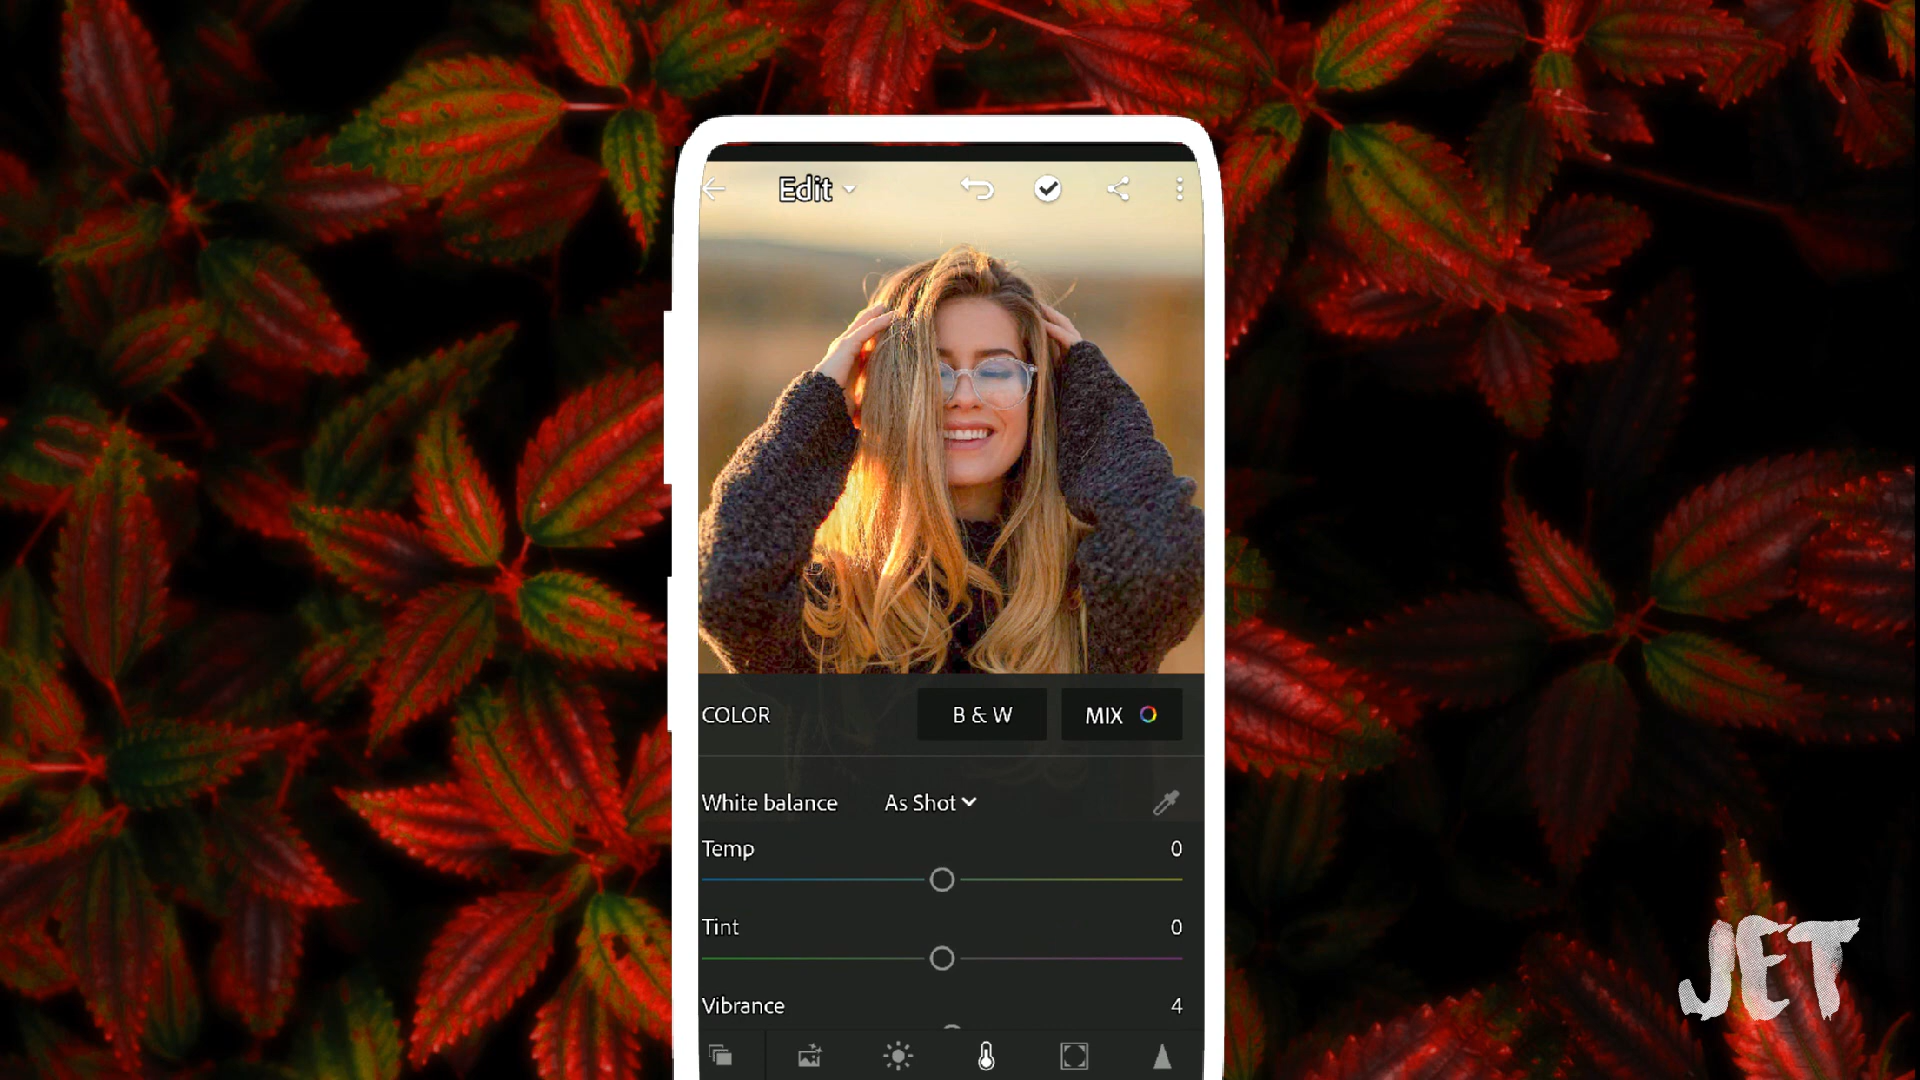 Edit
COLOR B & W MIX
White balance As Shot
Temp 0
Tint 0
Vibrance 4
JET